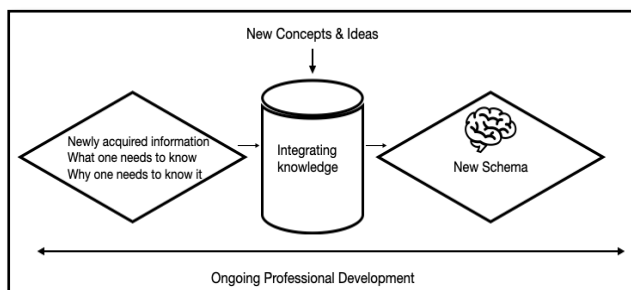 New Concepts & Ideas
Newly acquired information
What one needs to know
Why one needs to know it
Integrating
knowledge
New Schema
Ongoing Professional Development